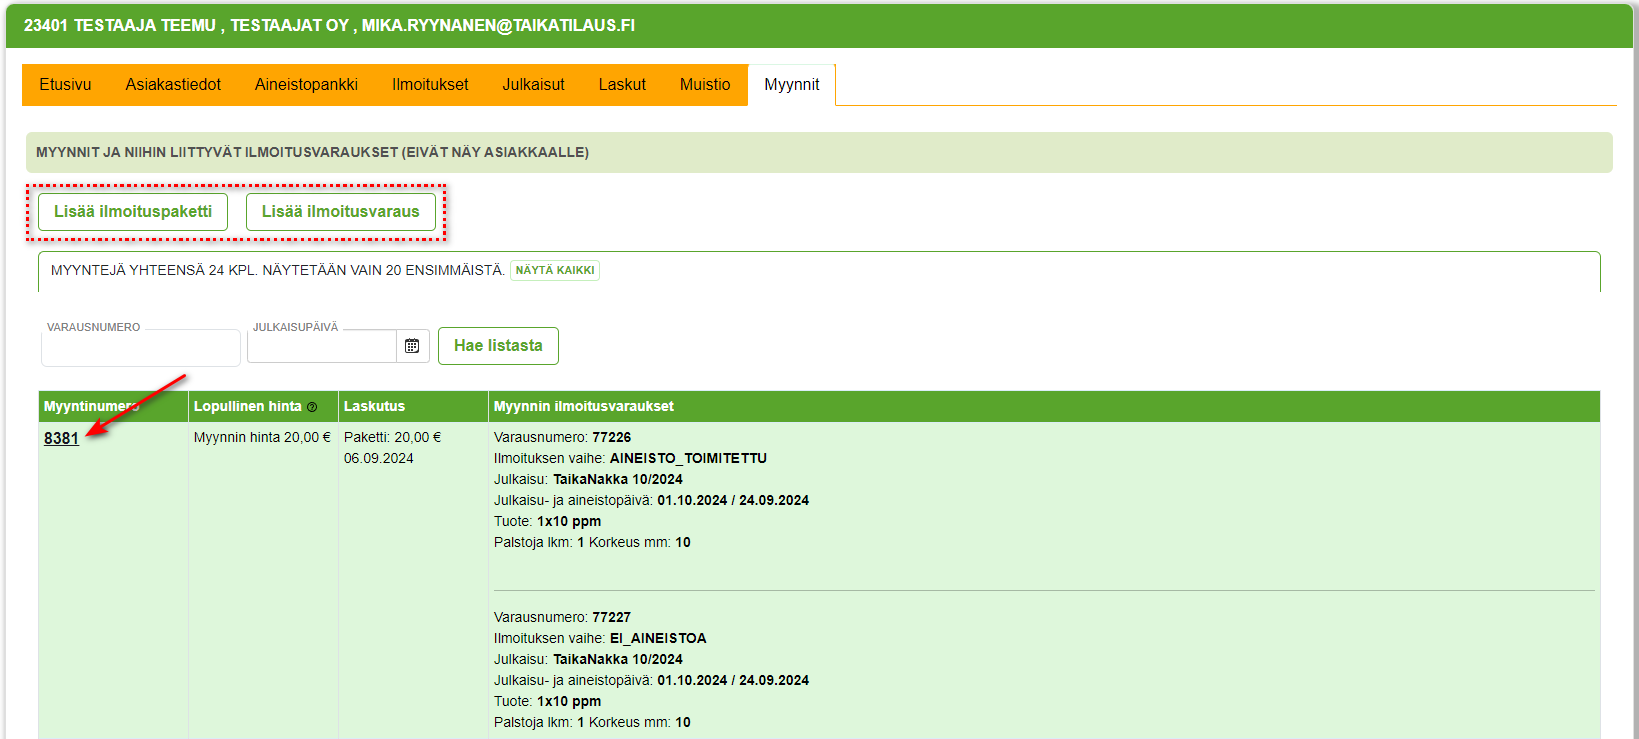 23401 TESTAAJA TEEMU , TESTAAJAT OY , MIKA.RYYNANEN@TAIKATILAUS.FI
Etusivu Asiakastiedot Aineistopankki Ilmoitukset Julkaisut Laskut Muistio Myynnit
MYYNNIT JA NIIHIN LIITTYVÄT ILMOITUSVARAUKSET (EIVÄT NÄY ASIAKKAALLE)
Lisää ilmoituspaketti Lisää ilmoitusvaraus
MYYNTEJÄ YHTEENSÄ 24 KPL. NÄYTETÄÄN VAIN 20 ENSIMMÄISTÄ. NÄYTÄ KAIKKI
VARAUSNUMERO JULKAISUPÄIVÄ
Hae listasta
Myyntinumero Lopullinen hinta Laskutus Myynnin ilmoitusvaraukset
8381 Myynnin hinta 20,00 € Paketti: 20,00 € Varausnumero: 77226
06.09.2024 Ilmoituksen vaihe: AINEISTO_TOIMITETTU
Julkaisu: TaikaNakka 10/2024
Julkaisu- ja aineistopäivä: 01.10.2024 / 24.09.2024
Tuote: 1x10 ppm
Palstoja lkm: 1 Korkeus mm: 10
Varausnumero: 77227
Ilmoituksen vaihe: EI_AINEISTOA
Julkaisu: TaikaNakka 10/2024
Julkaisu- ja aineistopäivä: 01.10.2024 / 24.09.2024
Tuote: 1x10 ppm
Palstoja lkm: 1 Korkeus mm: 10